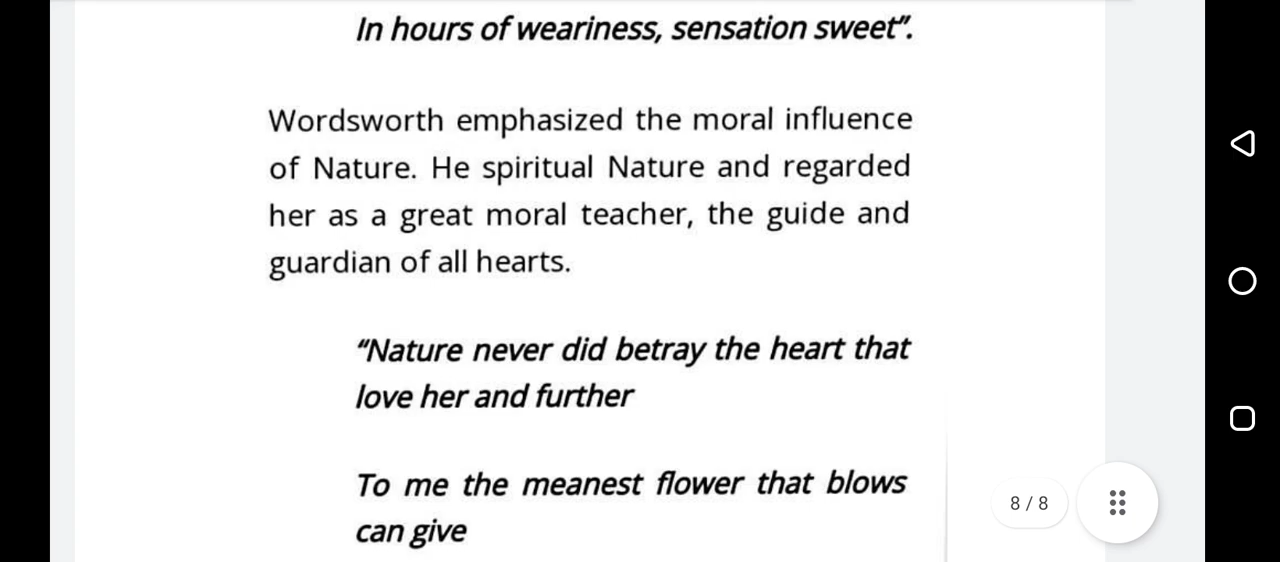 In hours of weariness, sensation sweet”.
Wordsworth emphasized the moral influence
of Nature. He spiritual Nature and regarded
her as a great moral teacher, the guide and
guardian of all hearts.
“Nature never did betray the heart that
love her and further
To me the meanest flower that blows
can give
8 / 8